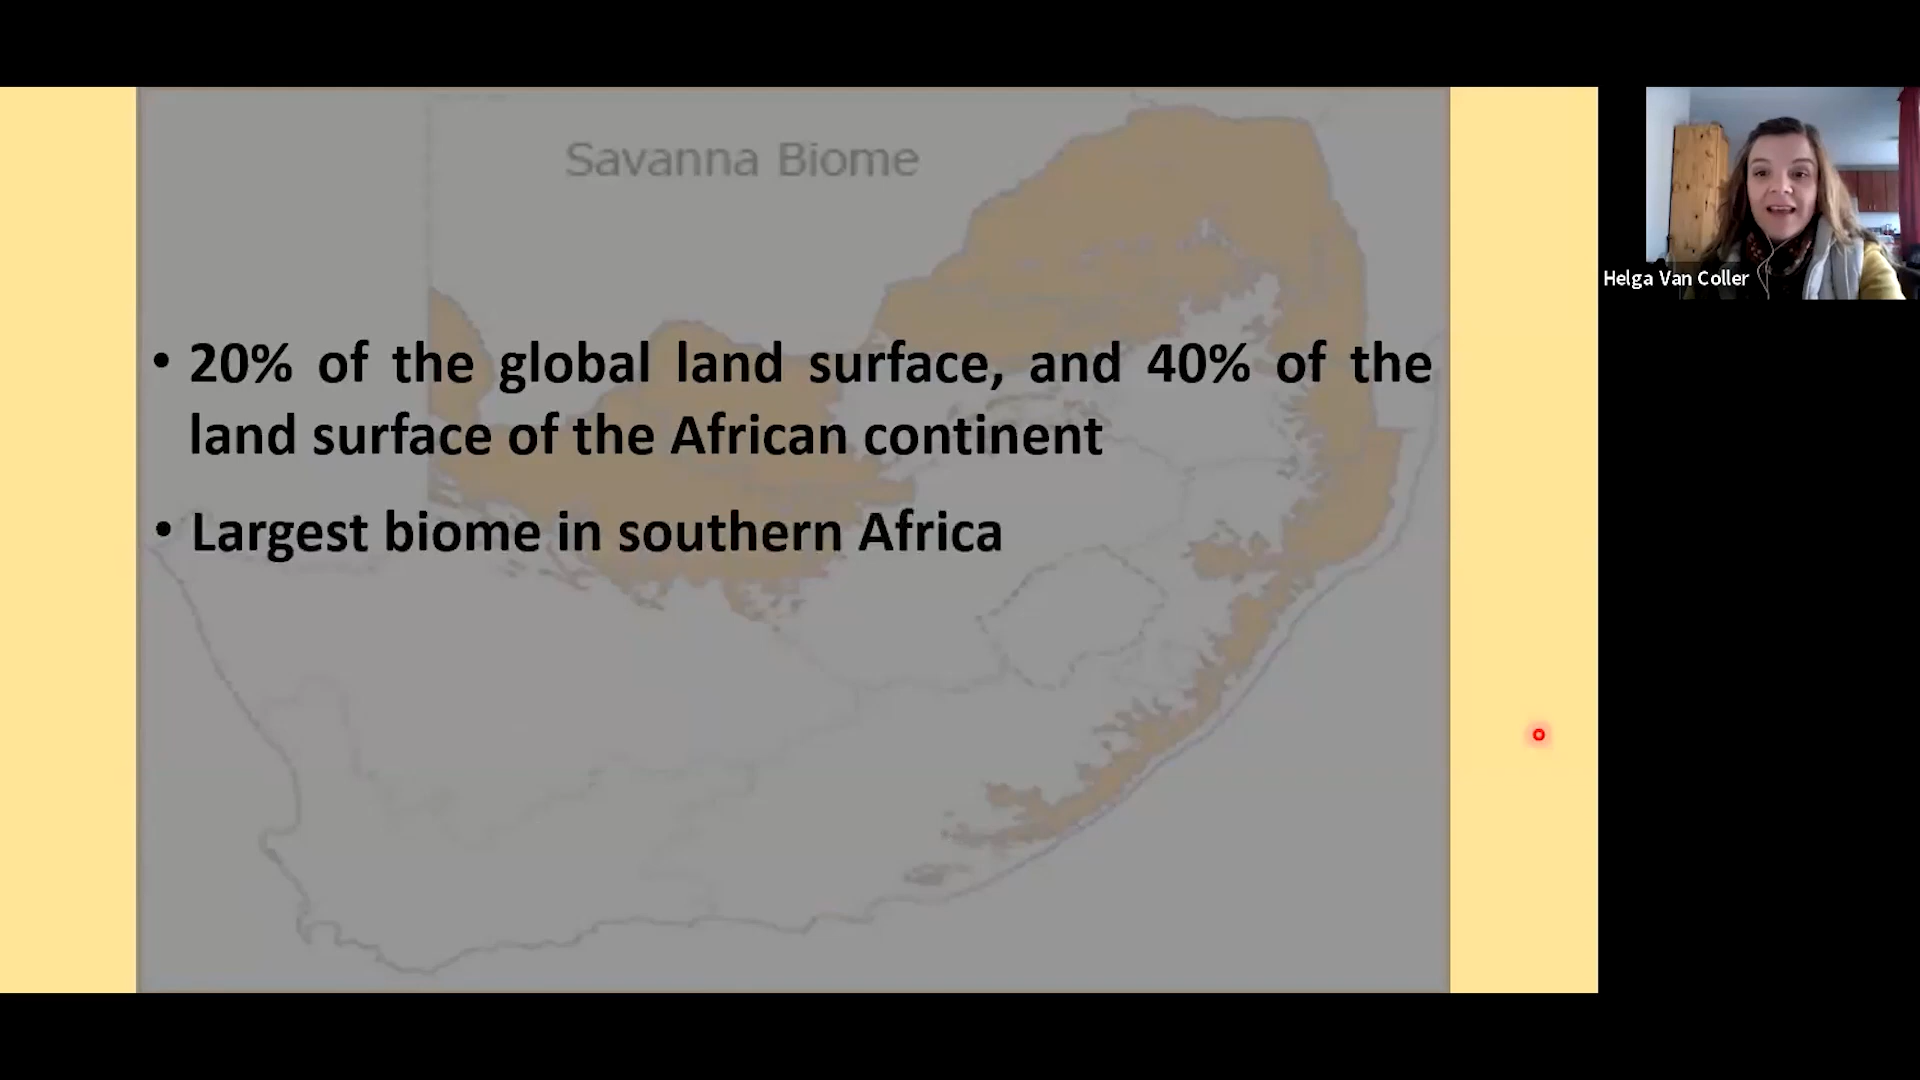 Savanna Biome
• 20% of the global land surface, and 40% of the
land surface of the African continent
• Largest biome in southern Africa
Helga Van Coller